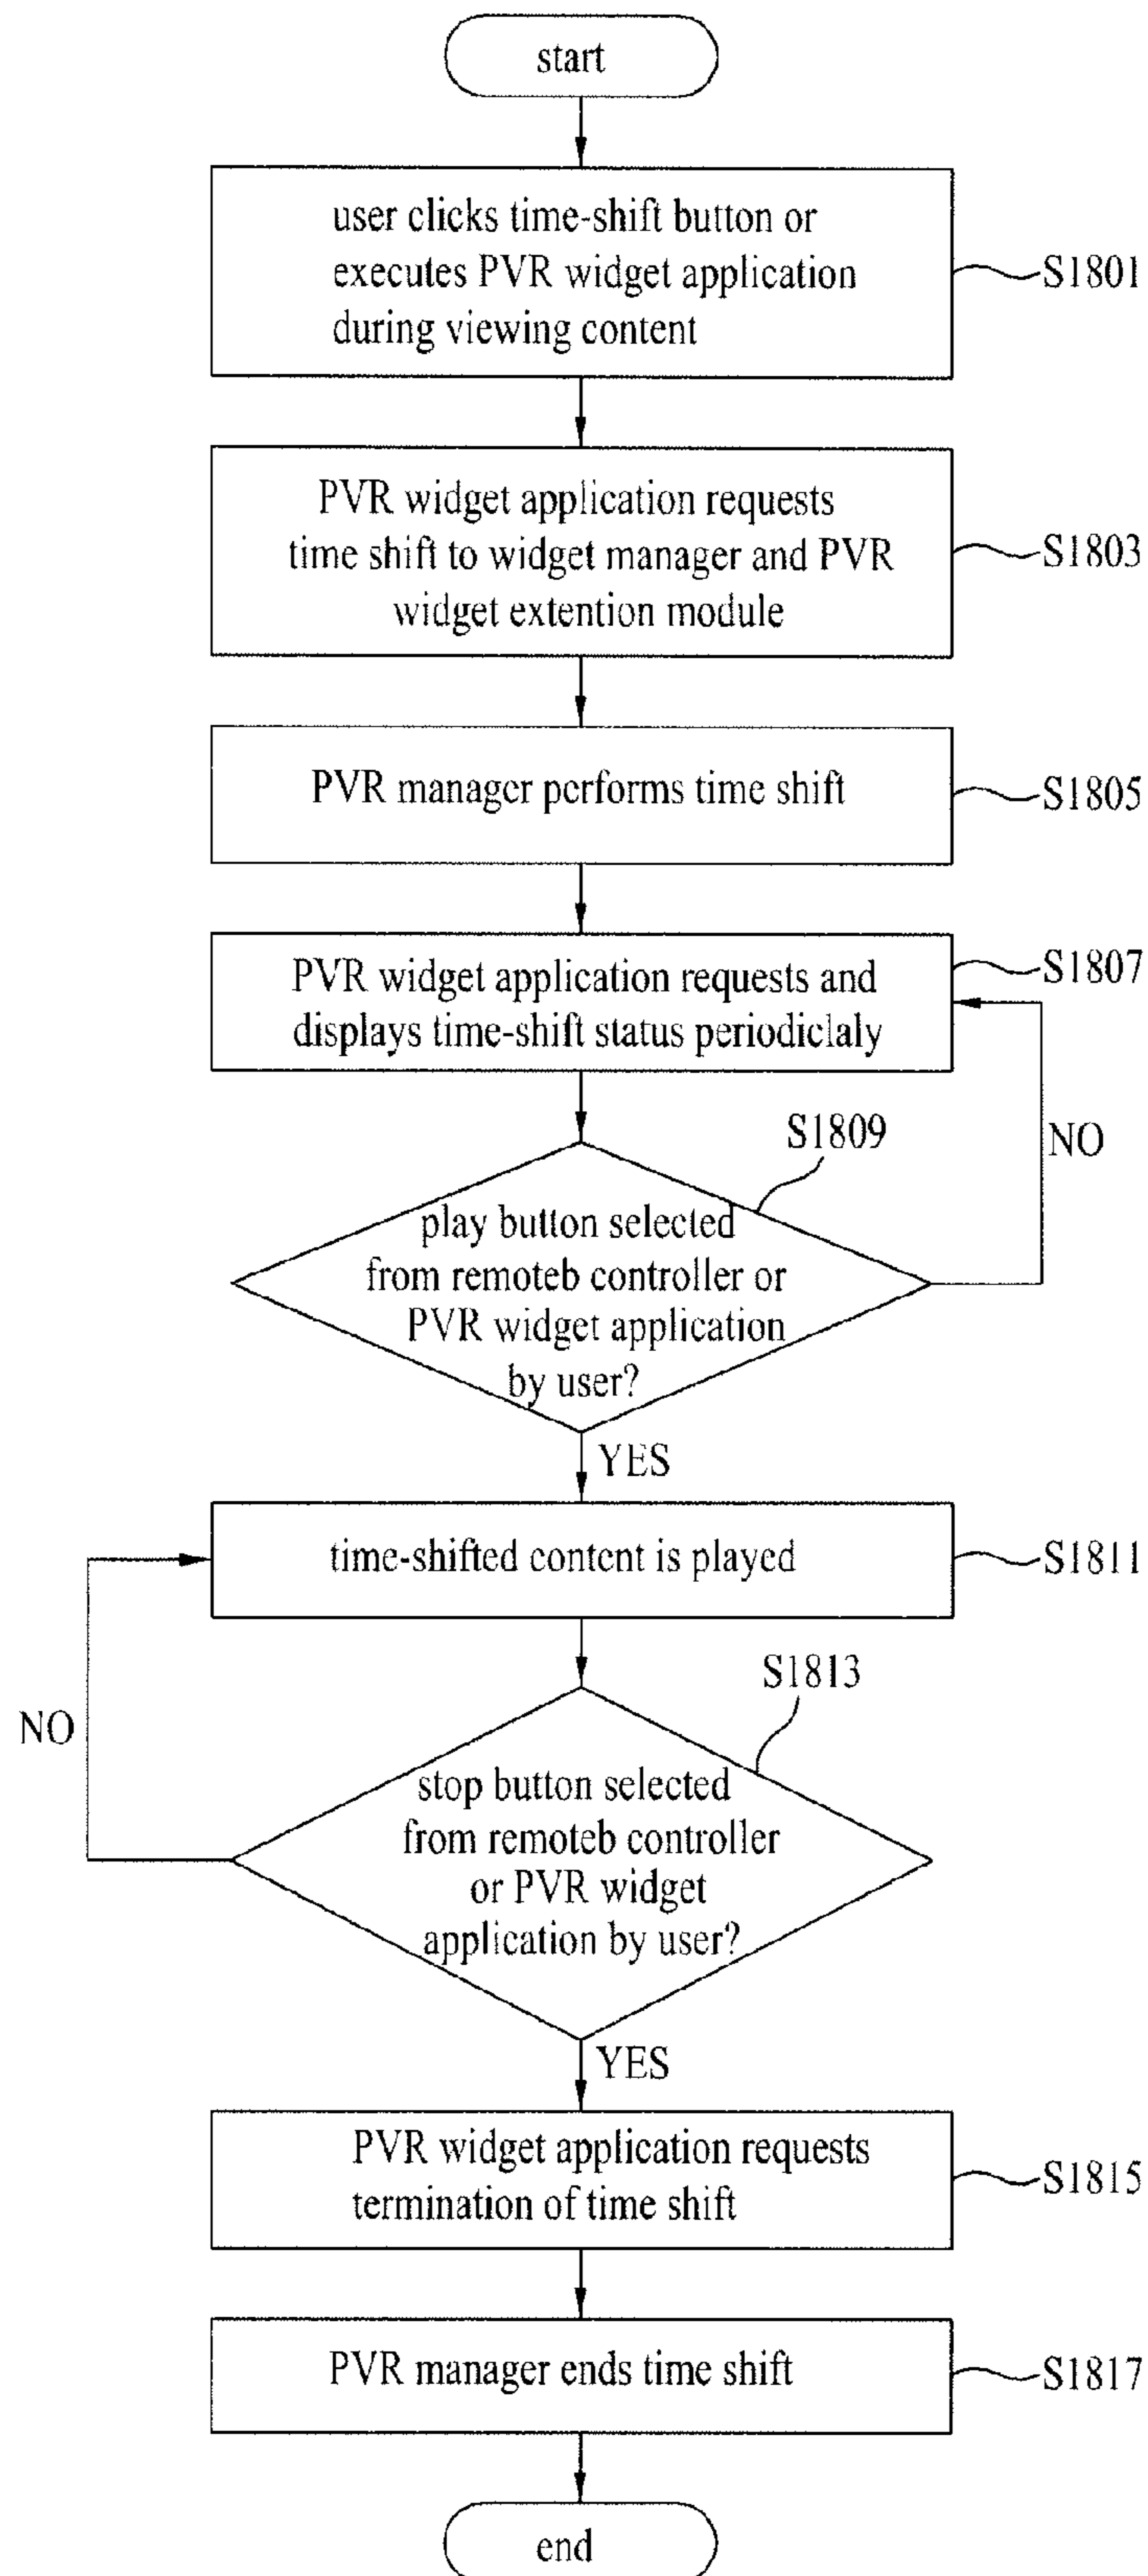 start
user clicks time-shift button or
executes PVR widget application
during viewing content
S1801
PVR widget application requests
time shift to widget manager and PVR
widget extention module
S1803
PVR manager performs time shift
S1805
PVR widget application requests and
displays time-shift status periodiclaly
S1807
S1809
NO
play button selected
from remoteb controller or
PVR widget application
by user?
YES
time-shifted content is played
S1811
S1813
NO
stop button selected
from remoteb controller
or PVR widget
application by user?
YES
PVR widget application requests
termination of time shift
S1815
PVR manager ends time shift
S1817
end